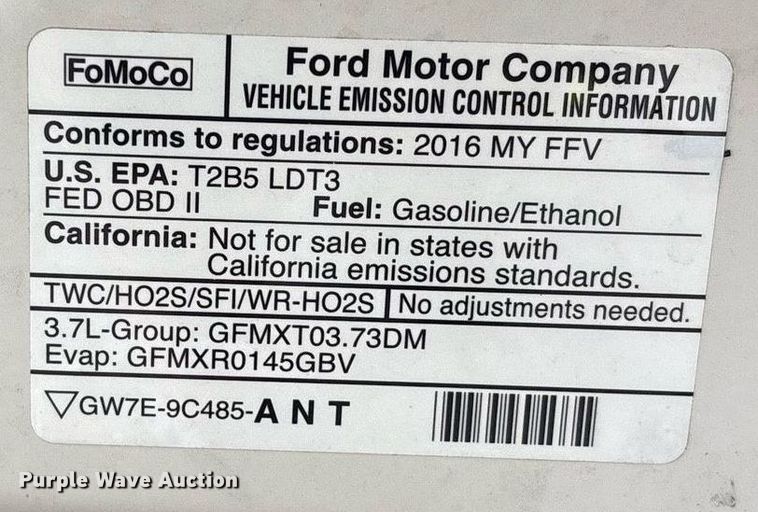 FoMoCo
Ford Motor Company
VEHICLE EMISSION CONTROL INFORMATION
Conforms to regulations: 2016 MY FFV
U.S. EPA: T2B5 LDT3
FED OBD II Fuel: Gasoline/Ethanol
California: Not for sale in states with
California emissions standards.
TWC/HO2S/SFI/WR-HO2S No adjustments needed.
3.7L-Group: GFMXT03.73DM
Evap: GFMXR0145GBV
GW7E-9C485-A N T
Purple Wave Auction